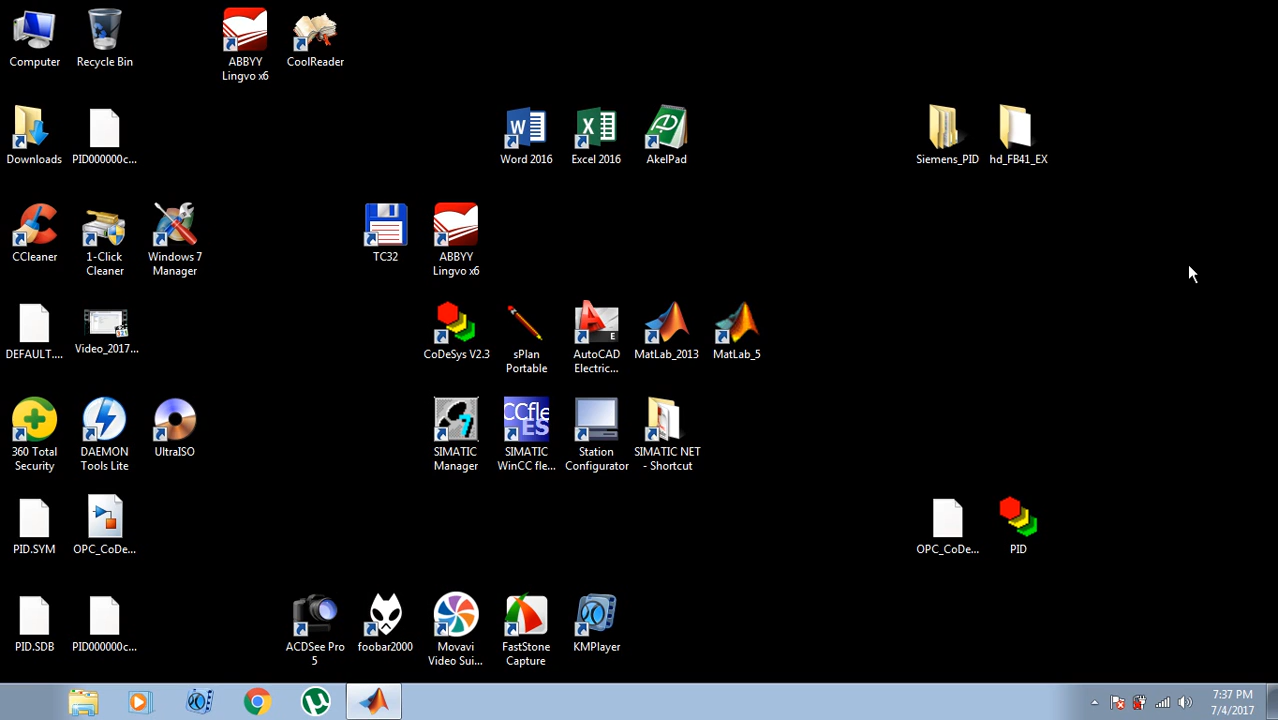 Computer
Recycle Bin
ABBYY
Lingvo x6
CoolReader
Downloads
PID000000c...
Word 2016
Excel 2016
AkelPad
Siemens_PID
hd_FB41_EX
CCleaner
1-Click
Cleaner
Windows 7
Manager
TC32
ABBYY
Lingvo x6
DEFAULT....
Video_2017...
CoDeSys V2.3
sPlan
Portable
AutoCAD
Electric...
MatLab_2013
MatLab_5
360 Total
Security
DAEMON
Tools Lite
UltraISO
SIMATIC
Manager
SIMATIC
WinCC fle...
Station
Configurator
SIMATIC NET
- Shortcut
PID.SYM
OPC_CoDe...
OPC_CoDe...
PID
PID.SDB
PID000000c...
ACDSee Pro
5
foobar2000
Movavi
Video Sui...
FastStone
Capture
KMPlayer
7:37 PM
7/4/2017